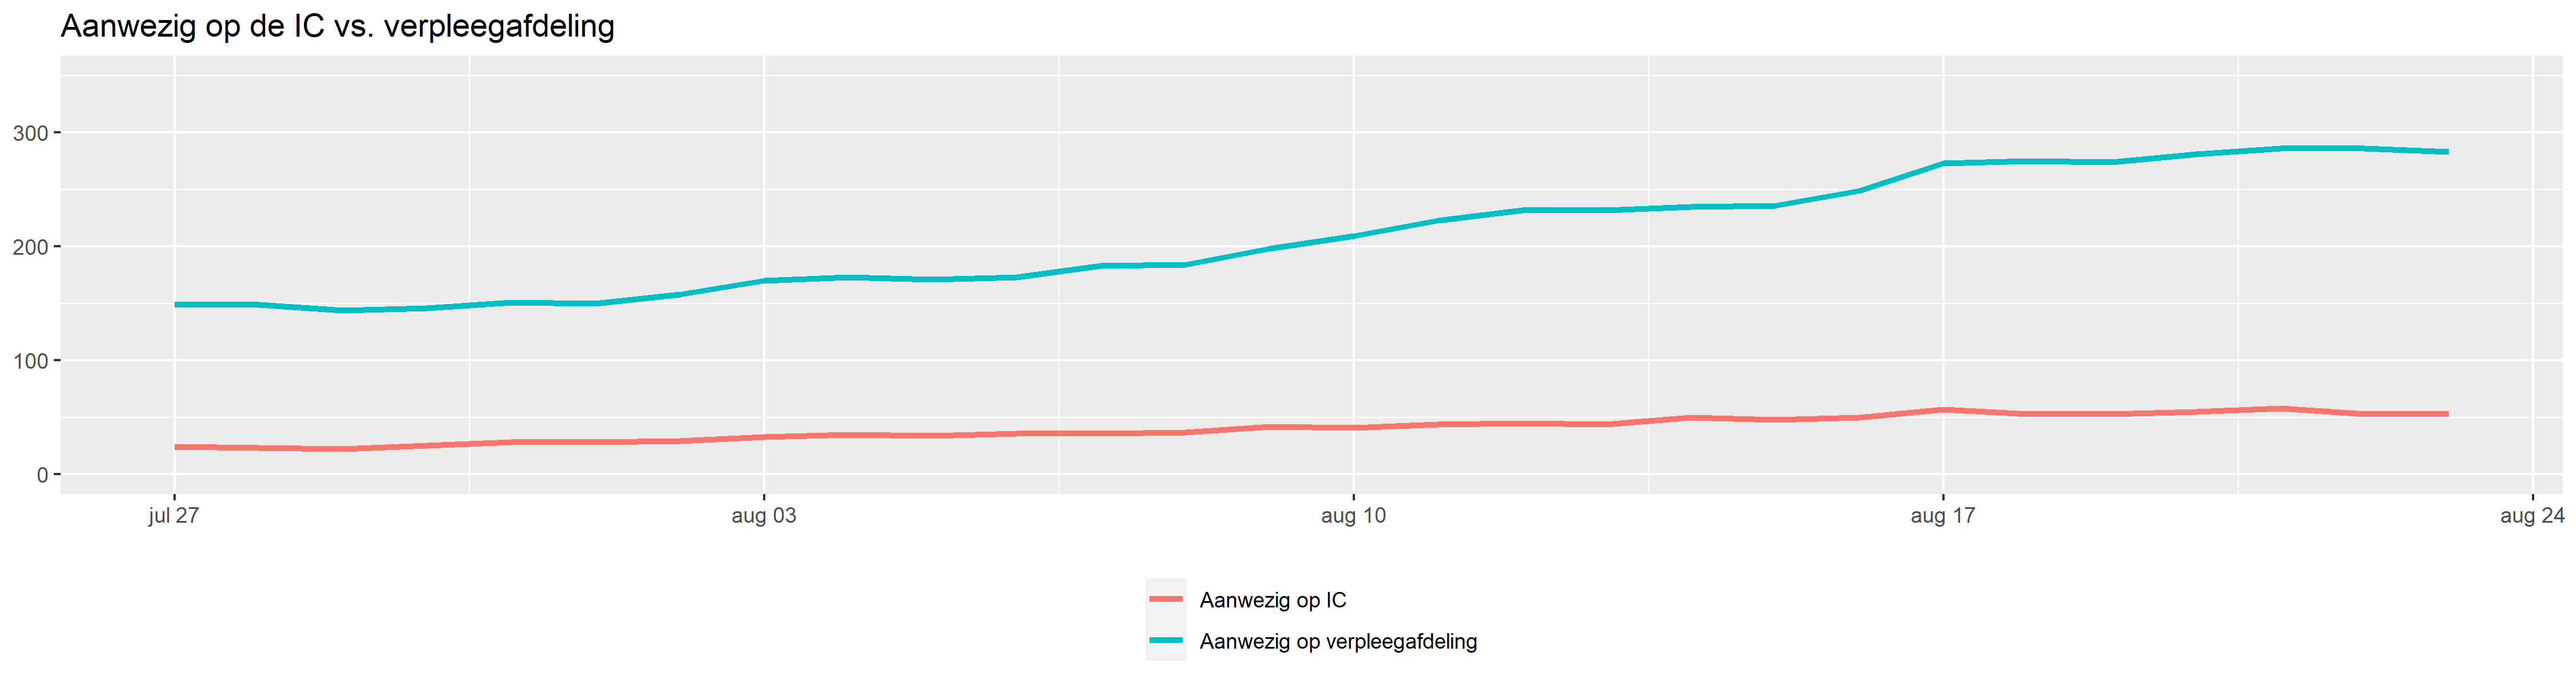 Aanwezig op de IC vs. verpleegafdeling
300
200
100
0
jul 27 aug 03 aug 10 aug 17 aug 24
Aanwezig op IC
Aanwezig op verpleegafdeling